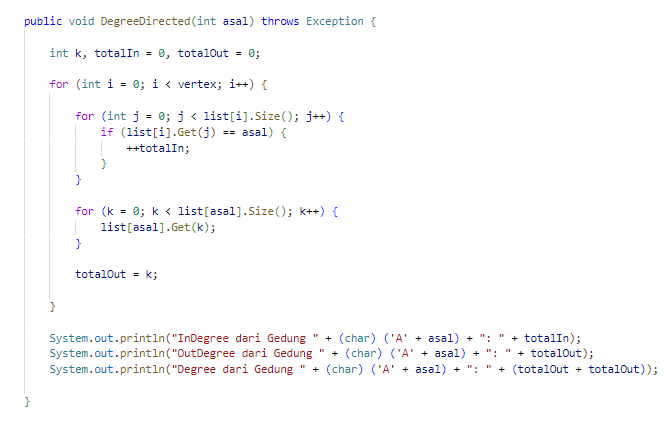 public void DegreeDirected(int asal) throws Exception {
int k, totalIn = 0, totalOut = 0;
for (int i = 0; i < vertex; i++) {
for (int j = 0; j < list[i].Size(); j++) {
if (list[i].Get(j) == asal) {
++totalIn;
}
}
for (k = 0; k < list[asal].Size(); k++) {
list[asal].Get(k);
}
totalOut = k;
}
System.out.println("InDegree dari Gedung " + (char) ('A' + asal) + ": " + totalIn);
System.out.println("OutDegree dari Gedung " + (char) ('A' + asal) + ": " + totalOut);
System.out.println("Degree dari Gedung " + (char) ('A' + asal) + ": " + (totalOut + totalOut));
}